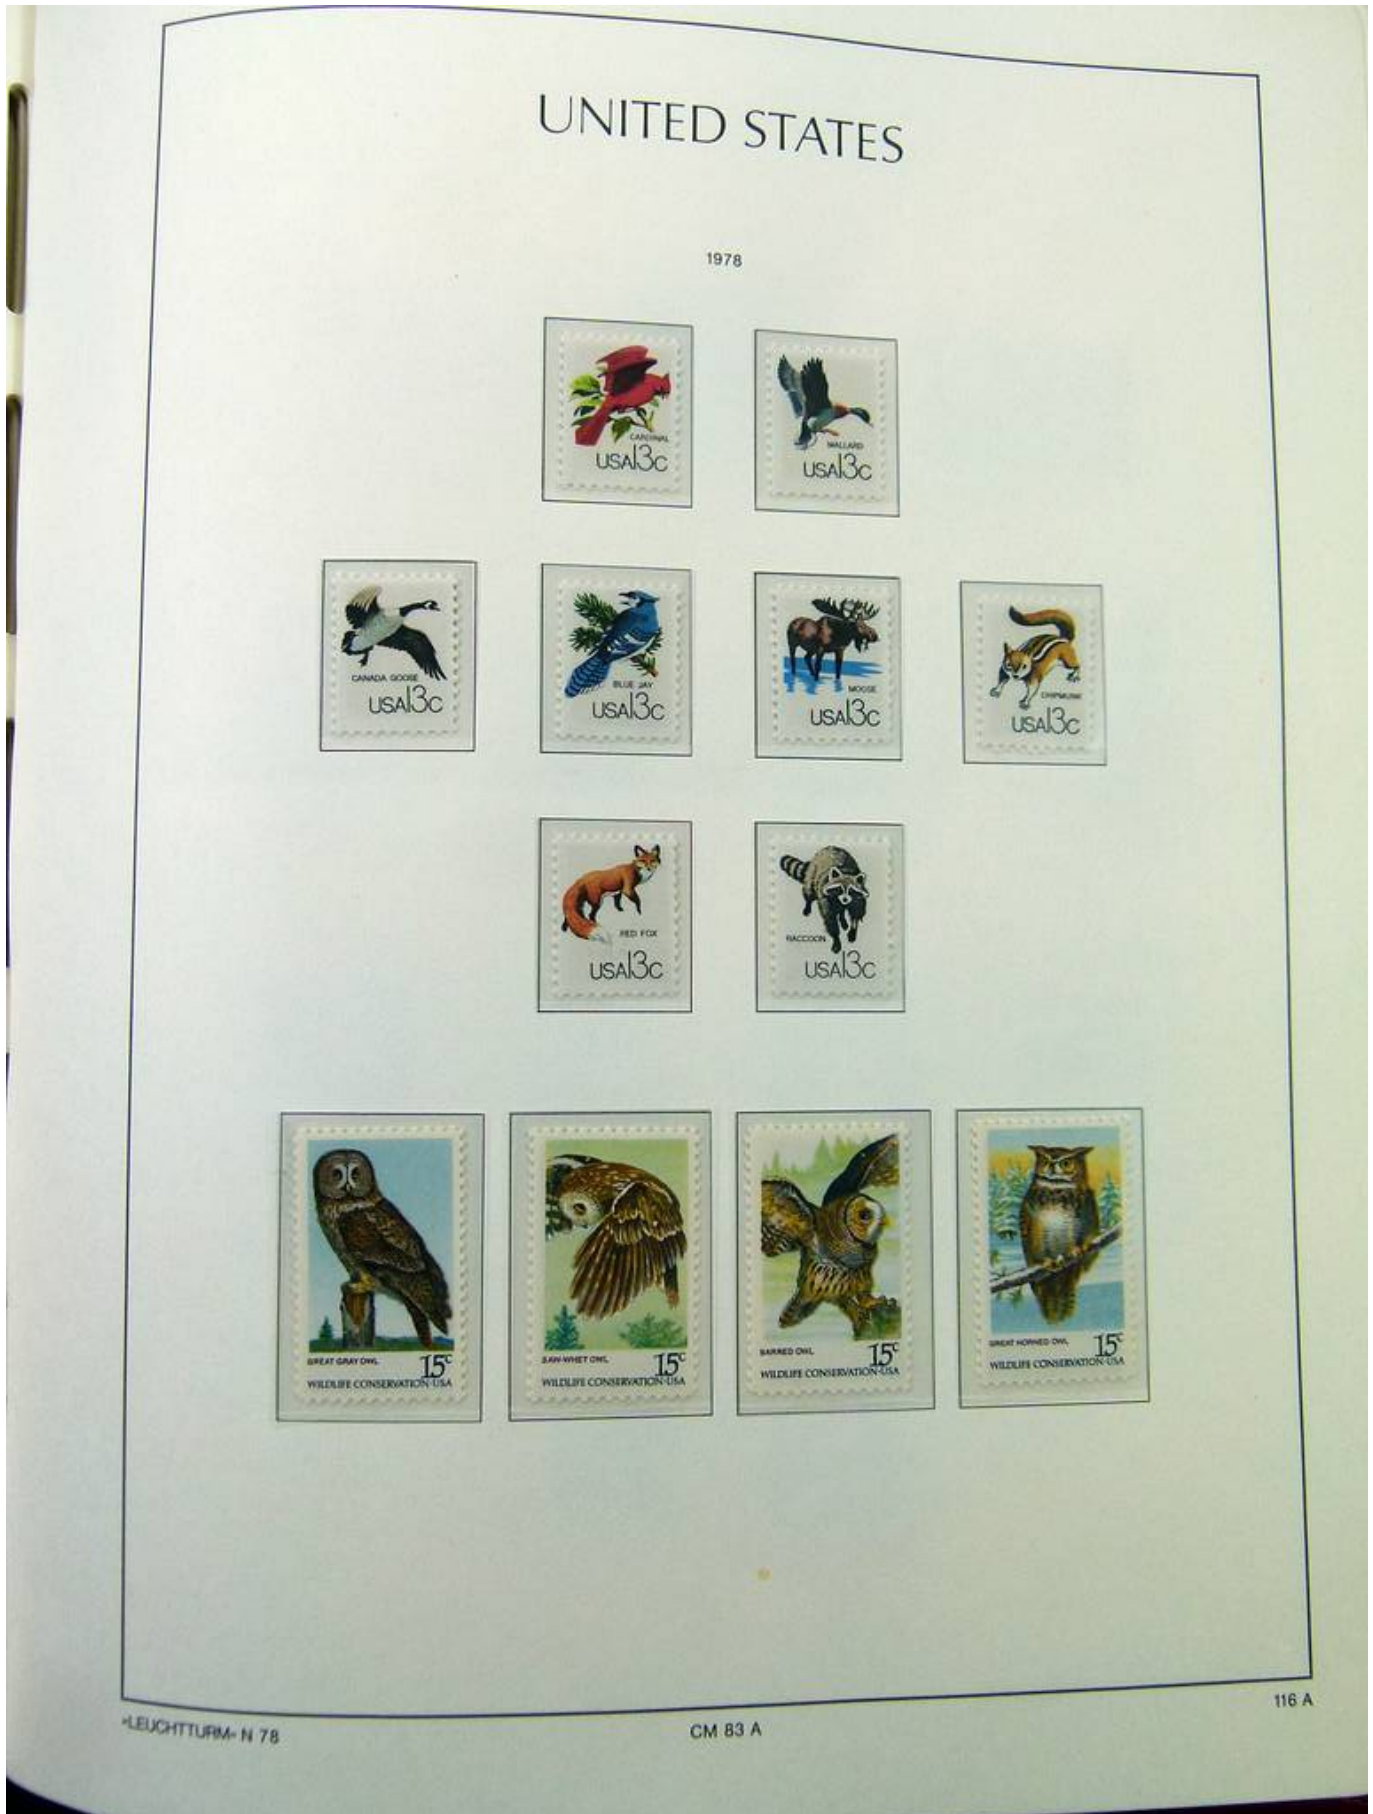 UNITED STATES
1978
CARDINAL
USA13c
MALLARD
USA13c
CANADA GOOSE
USA13c
BLUE JAY
USA13c
MOOSE
USA13c
CHIPMUNK
USA13c
RED FOX
USA13c
RACCOON
USA13c
GREAT GRAY OWL
15c
WILDLIFE CONSERVATION·USA
SAW-WHET OWL
15c
WILDLIFE CONSERVATION·USA
BARRED OWL
15c
WILDLIFE CONSERVATION·USA
GREAT HORNED OWL
15c
WILDLIFE CONSERVATION·USA
116 A
»LEUCHTTURM« N 78
CM 83 A